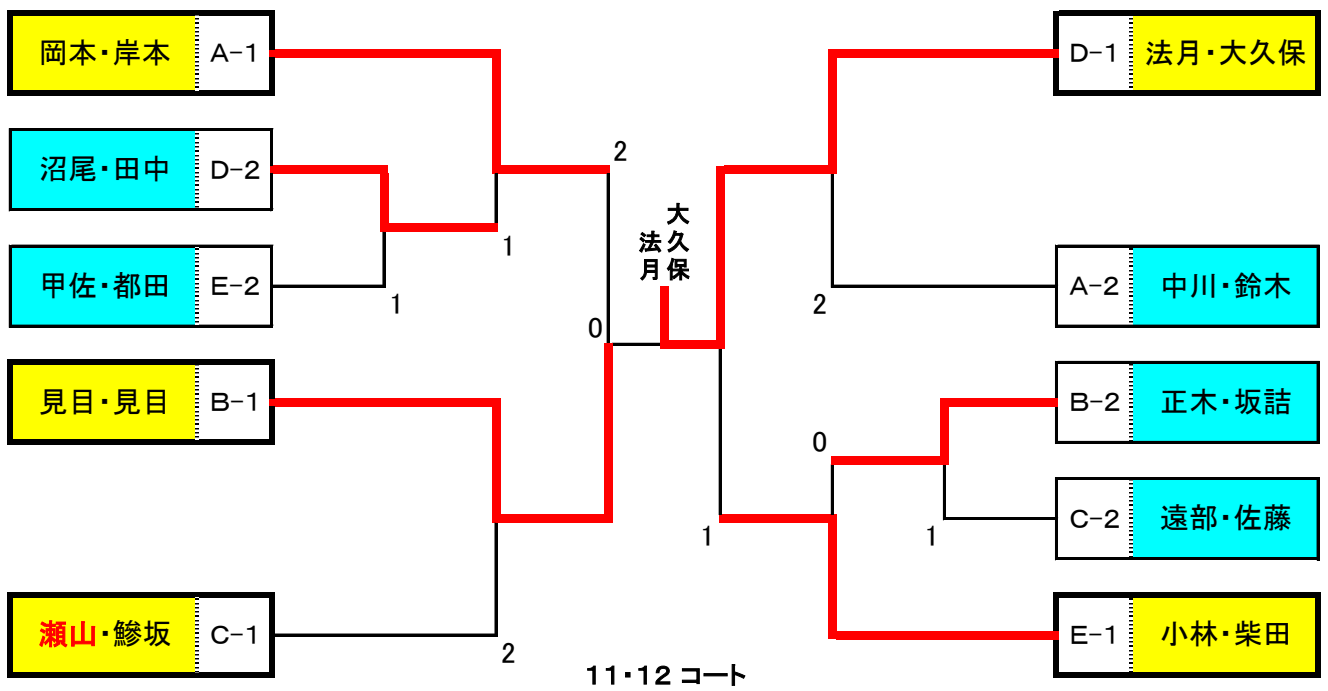 岡本・岸本 A-1
沼尾・田中 D-2
甲佐・都田 E-2
見目・見目 B-1
瀬山・鰺坂 C-1
2
1
1
0
2
大久保
法月
D-1 法月・大久保
A-2 中川・鈴木
B-2 正木・坂詰
C-2 遠部・佐藤
E-1 小林・柴田
2
0
1
1
11・12 コート